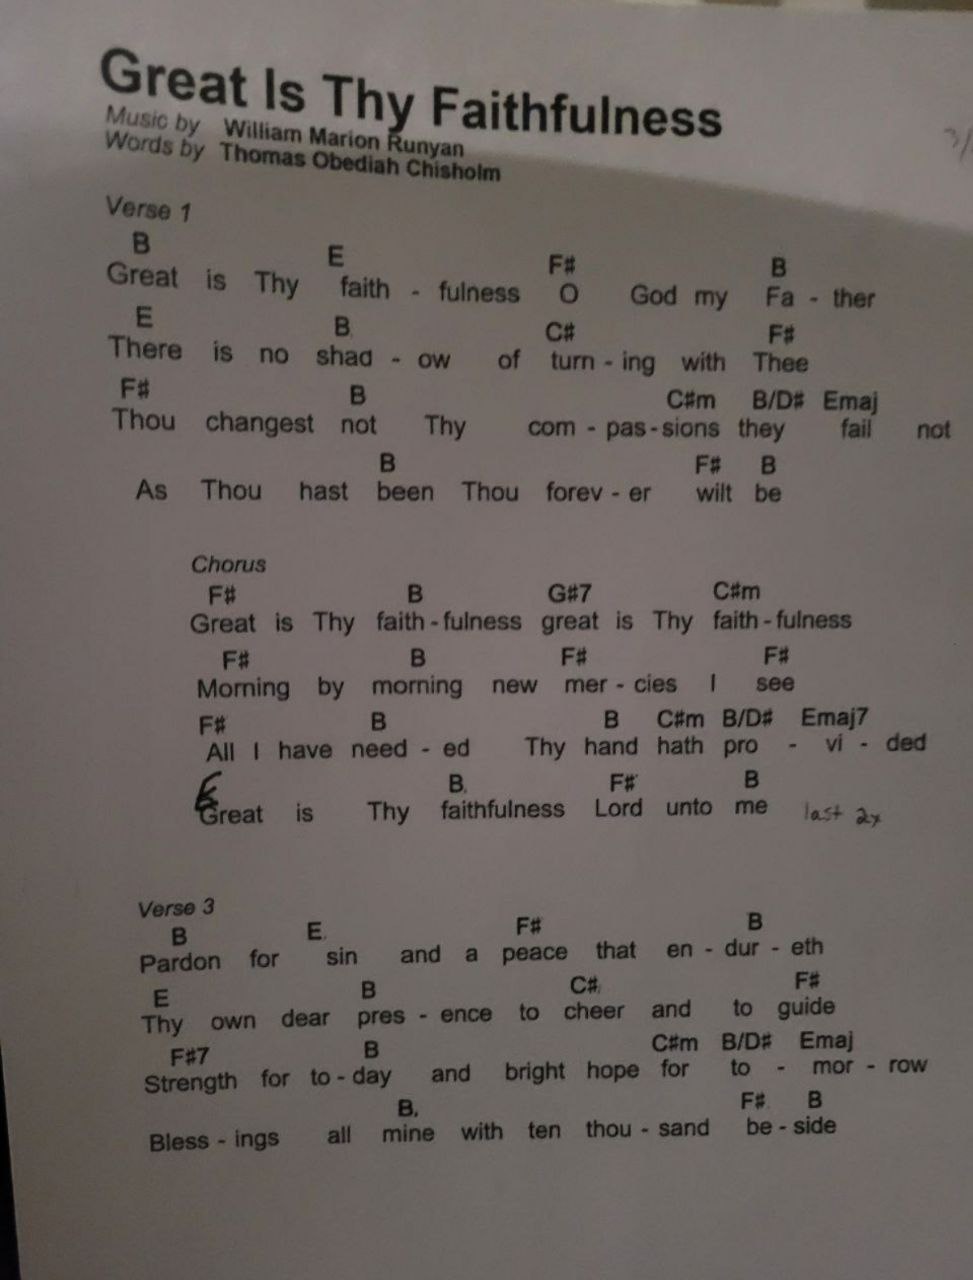 Great Is Thy Faithfulness
Music by William Marion Runyan
Words by Thomas Obediah Chisholm
3/
Verse 1
B E F# B
Great is Thy faith - fulness O God my Fa - ther
E B C# F#
There is no shad - ow of turn - ing with Thee
F# B C#m B/D# Emaj
Thou changest not Thy com - pas - sions they fail not
B F# B
As Thou hast been Thou forev - er wilt be
Chorus
F# B G#7 C#m
Great is Thy faith - fulness great is Thy faith - fulness
F# B F# F#
Morning by morning new mer - cies I see
F# B B C#m B/D# Emaj7
All I have need - ed Thy hand hath pro - vi - ded
E B F# B
Great is Thy faithfulness Lord unto me last 2x
Verse 3
B E F# B
Pardon for sin and a peace that en - dur - eth
E B C# F#
Thy own dear pres - ence to cheer and to guide
F#7 B C#m B/D# Emaj
Strength for to - day and bright hope for to - mor - row
B F# B
Bless - ings all mine with ten thou - sand be - side